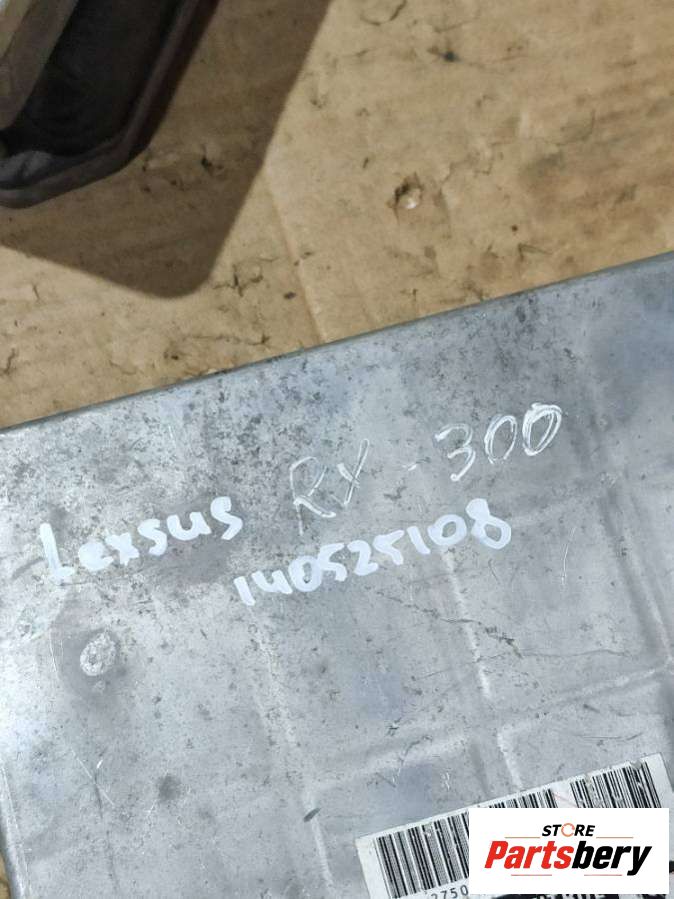 Lexsus RX-300
140525108
STORE
Partsbery